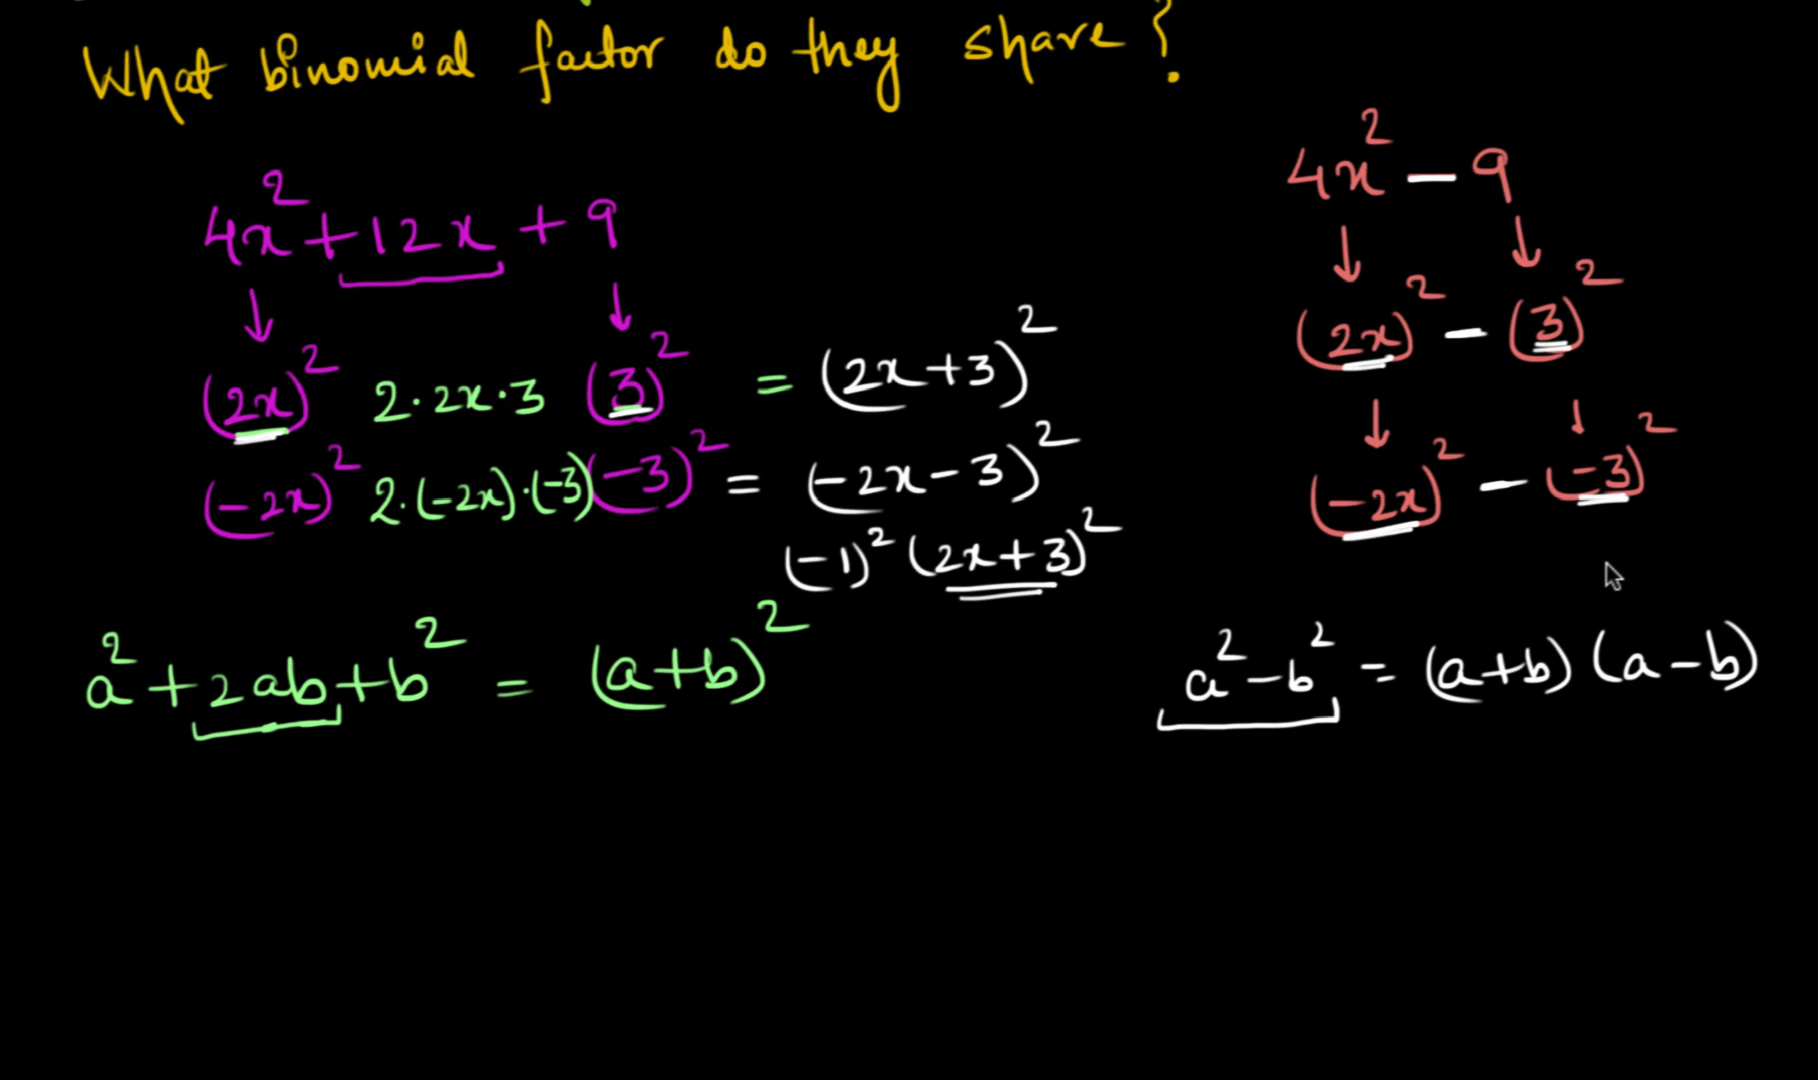 What binomial factor do they share?
4x² + 12x + 9
(2x)² 2·2x·3 (3)² = (2x+3)²
(-2x)² 2·(-2x)·(-3) (-3)² = (-2x-3)²
(-1)² (2x+3)²
a² + 2ab + b² = (a+b)²
4x² - 9
(2x)² - (3)²
(-2x)² - (-3)²
a² - b² = (a+b)(a-b)